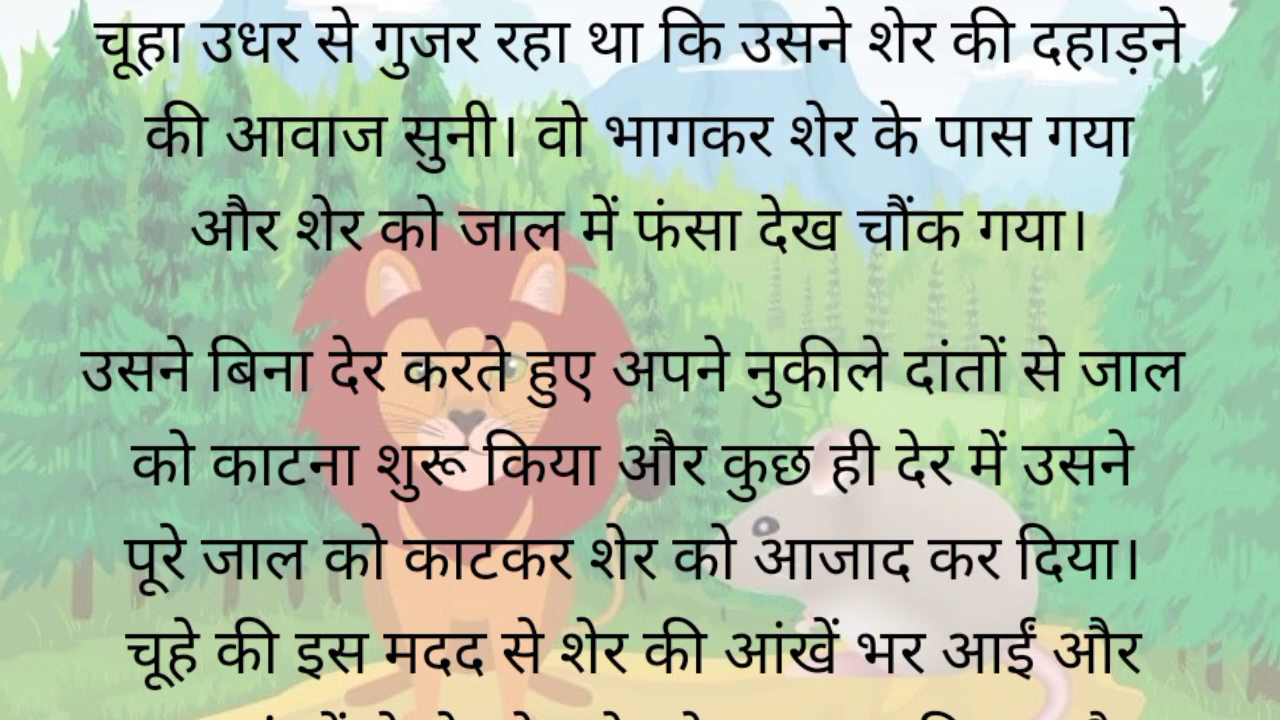 चूहा उधर से गुजर रहा था कि उसने शेर की दहाड़ने
की आवाज सुनी। वो भागकर शेर के पास गया
और शेर को जाल में फंसा देख चौंक गया।
उसने बिना देर करते हुए अपने नुकीले दांतों से जाल
को काटना शुरू किया और कुछ ही देर में उसने
पूरे जाल को काटकर शेर को आजाद कर दिया।
चूहे की इस मदद से शेर की आंखें भर आईं और